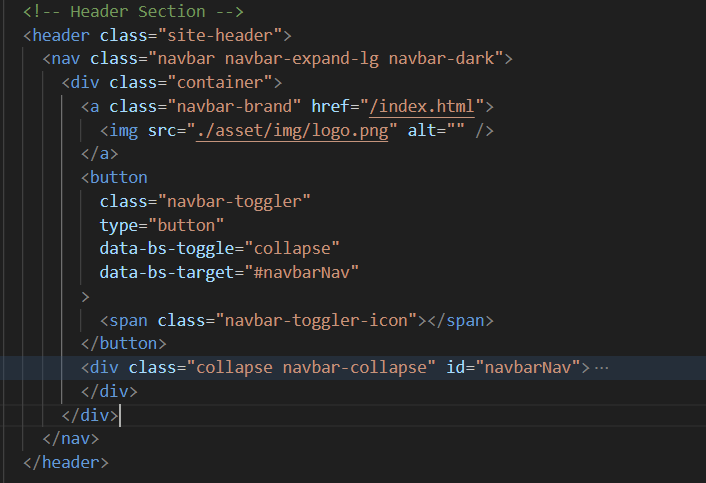 <!-- Header Section -->
<header class="site-header">
<nav class="navbar navbar-expand-lg navbar-dark">
<div class="container">
<a class="navbar-brand" href="/index.html">
<img src="./asset/img/logo.png" alt="" />
</a>
<button
class="navbar-toggler"
type="button"
data-bs-toggle="collapse"
data-bs-target="#navbarNav"
>
<span class="navbar-toggler-icon"></span>
</button>
<div class="collapse navbar-collapse" id="navbarNav">…
</div>
</div>
</nav>
</header>